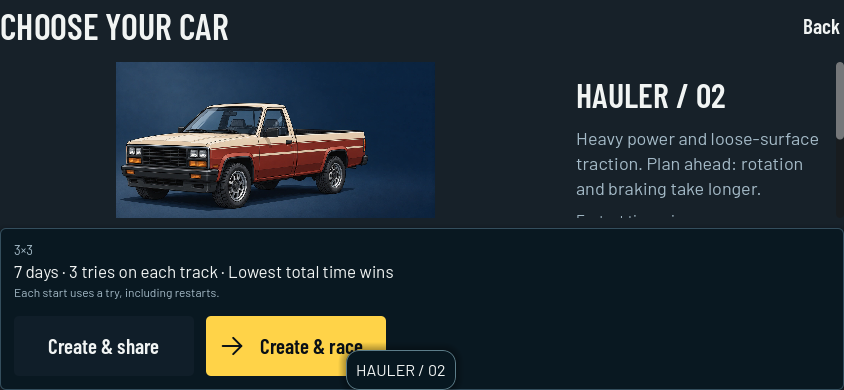 CHOOSE YOUR CAR
Back
HAULER / 02
Heavy power and loose-surface
traction. Plan ahead: rotation
and braking take longer.
3×3
7 days · 3 tries on each track · Lowest total time wins
Each start uses a try, including restarts.
Create & share
Create & race
HAULER / 02